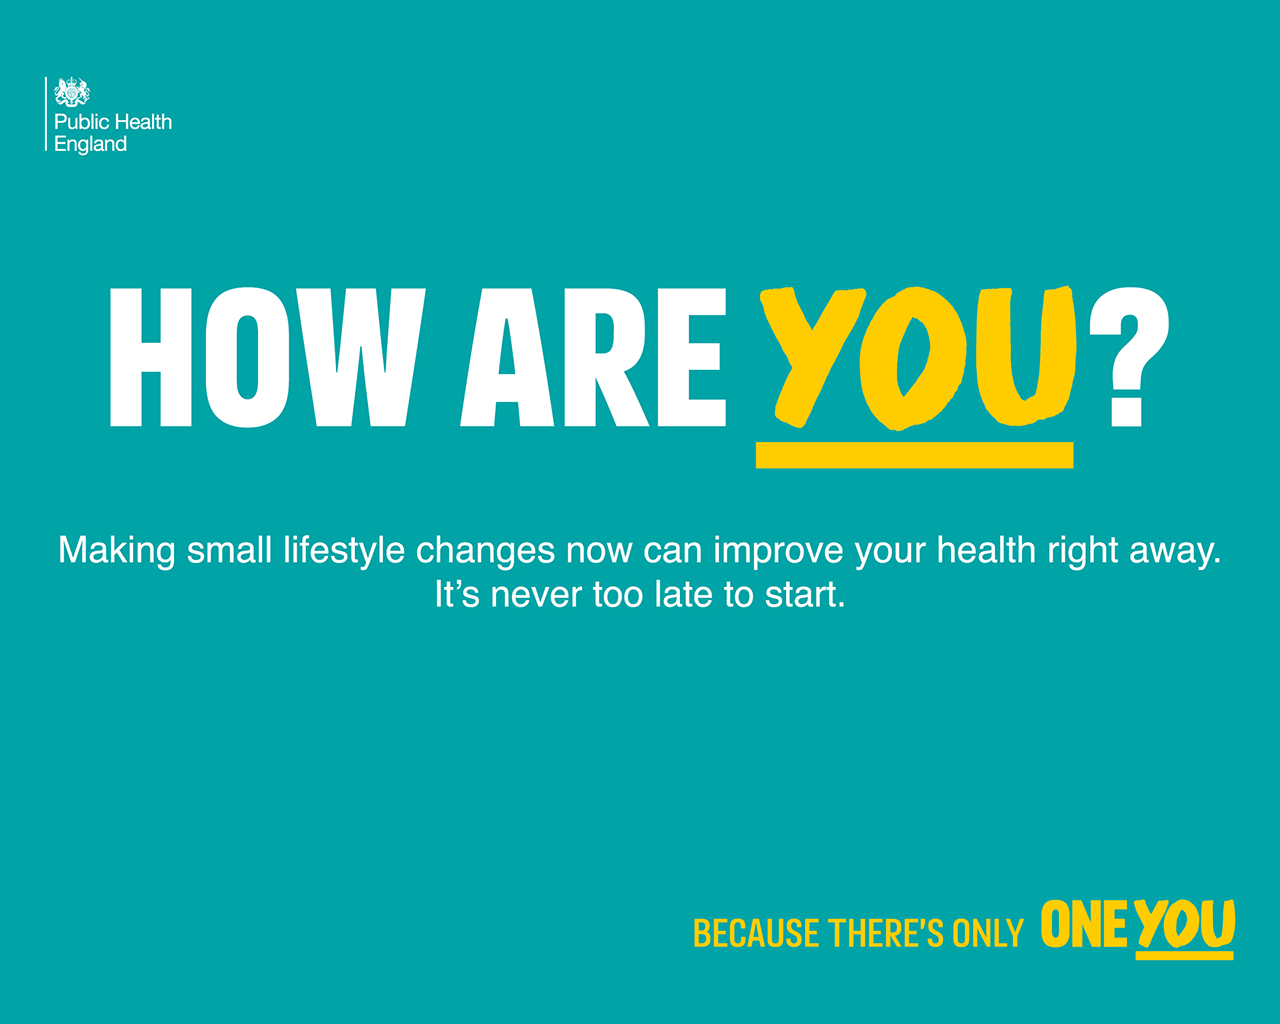 Public Health
England
HOW ARE YOU?
Making small lifestyle changes now can improve your health right away.
It’s never too late to start.
BECAUSE THERE’S ONLY ONE YOU